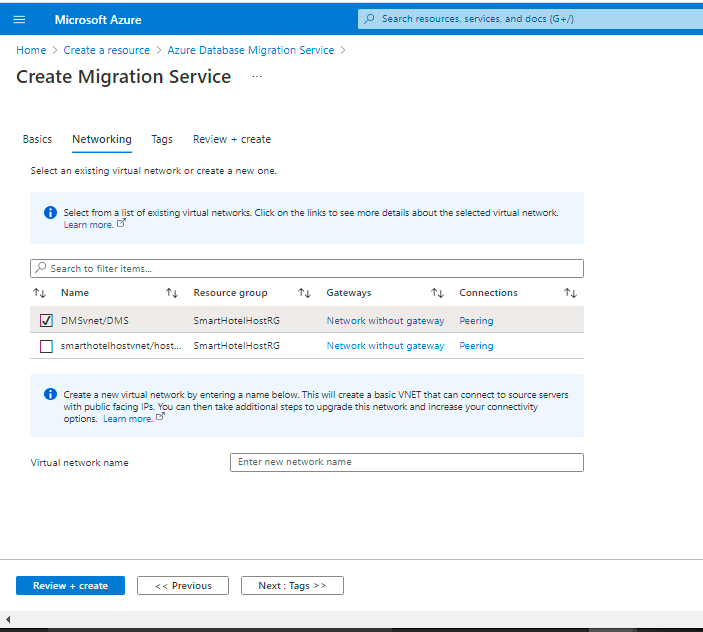 Microsoft Azure
Search resources, services, and docs (G+/)
Home > Create a resource > Azure Database Migration Service >
Create Migration Service ...
Basics Networking Tags Review + create
Select an existing virtual network or create a new one.
Select from a list of existing virtual networks. Click on the links to see more details about the selected virtual network.
Learn more.
Search to filter items...
Name Resource group Gateways Connections
DMSvnet/DMS SmartHotelHostRG Network without gateway Peering
smarthotelhostvnet/host... SmartHotelHostRG Network without gateway Peering
Create a new virtual network by entering a name below. This will create a basic VNET that can connect to source servers
with public facing IPs. You can then take additional steps to upgrade this network and increase your connectivity
options. Learn more.
Virtual network name Enter new network name
Review + create << Previous Next : Tags >>